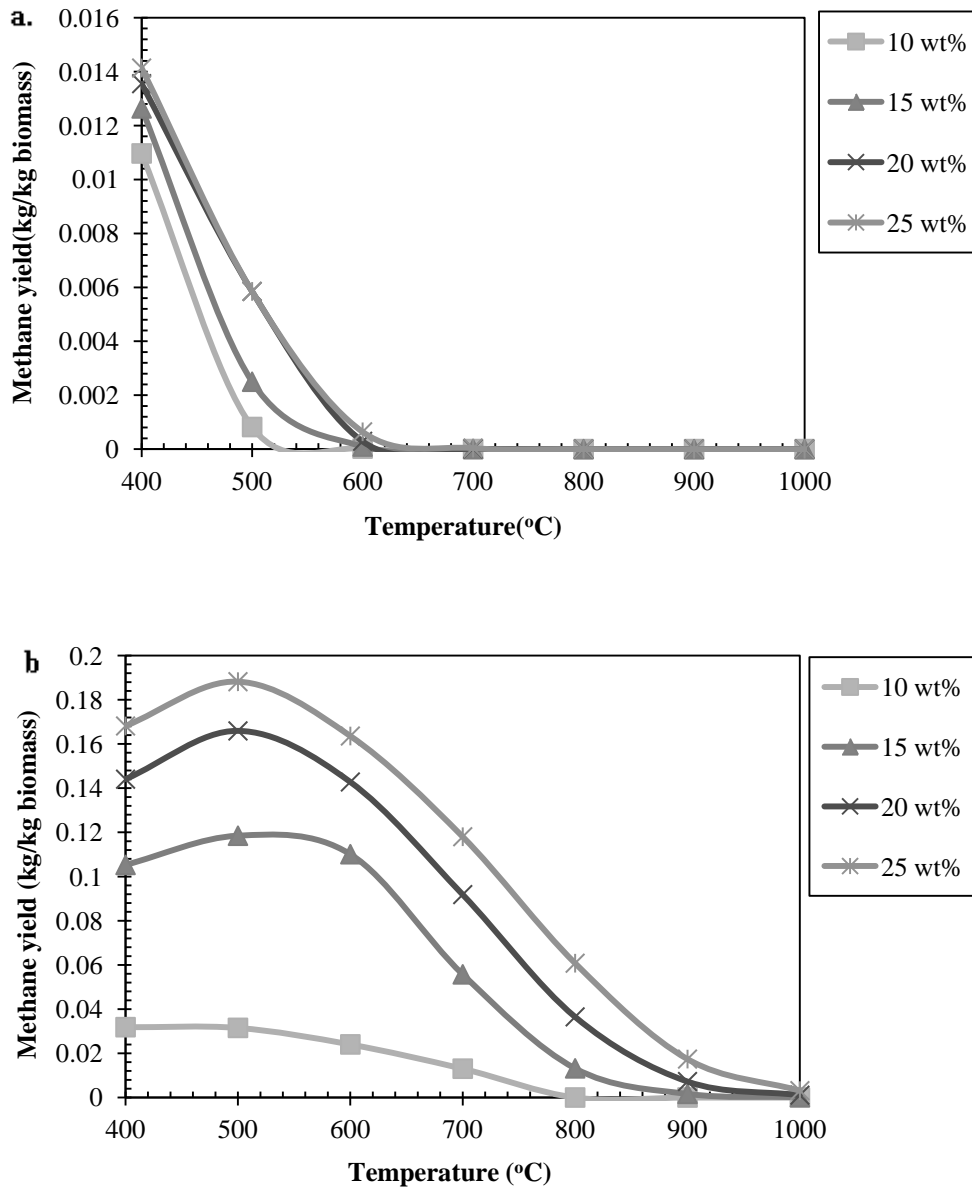 a.
0.016
0.014
0.012
0.01
0.008
0.006
0.004
0.002
0
Methane yield(kg/kg biomass)
400 500 600 700 800 900 1000
Temperature(°C)
10 wt%
15 wt%
20 wt%
25 wt%
b
0.2
0.18
0.16
0.14
0.12
0.1
0.08
0.06
0.04
0.02
0
Methane yield (kg/kg biomass)
400 500 600 700 800 900 1000
Temperature (°C)
10 wt%
15 wt%
20 wt%
25 wt%